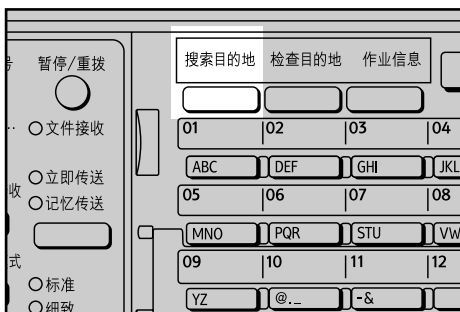 搜索目的地 检查目的地 作业信息
暂停/重拨
文件接收
立即传送
记忆传送
标准
细致
01 02 03 04
ABC DEF GHI JKL
05 06 07 08
MNO PQR STU VW
09 10 11 12
YZ @._ -&
收
式